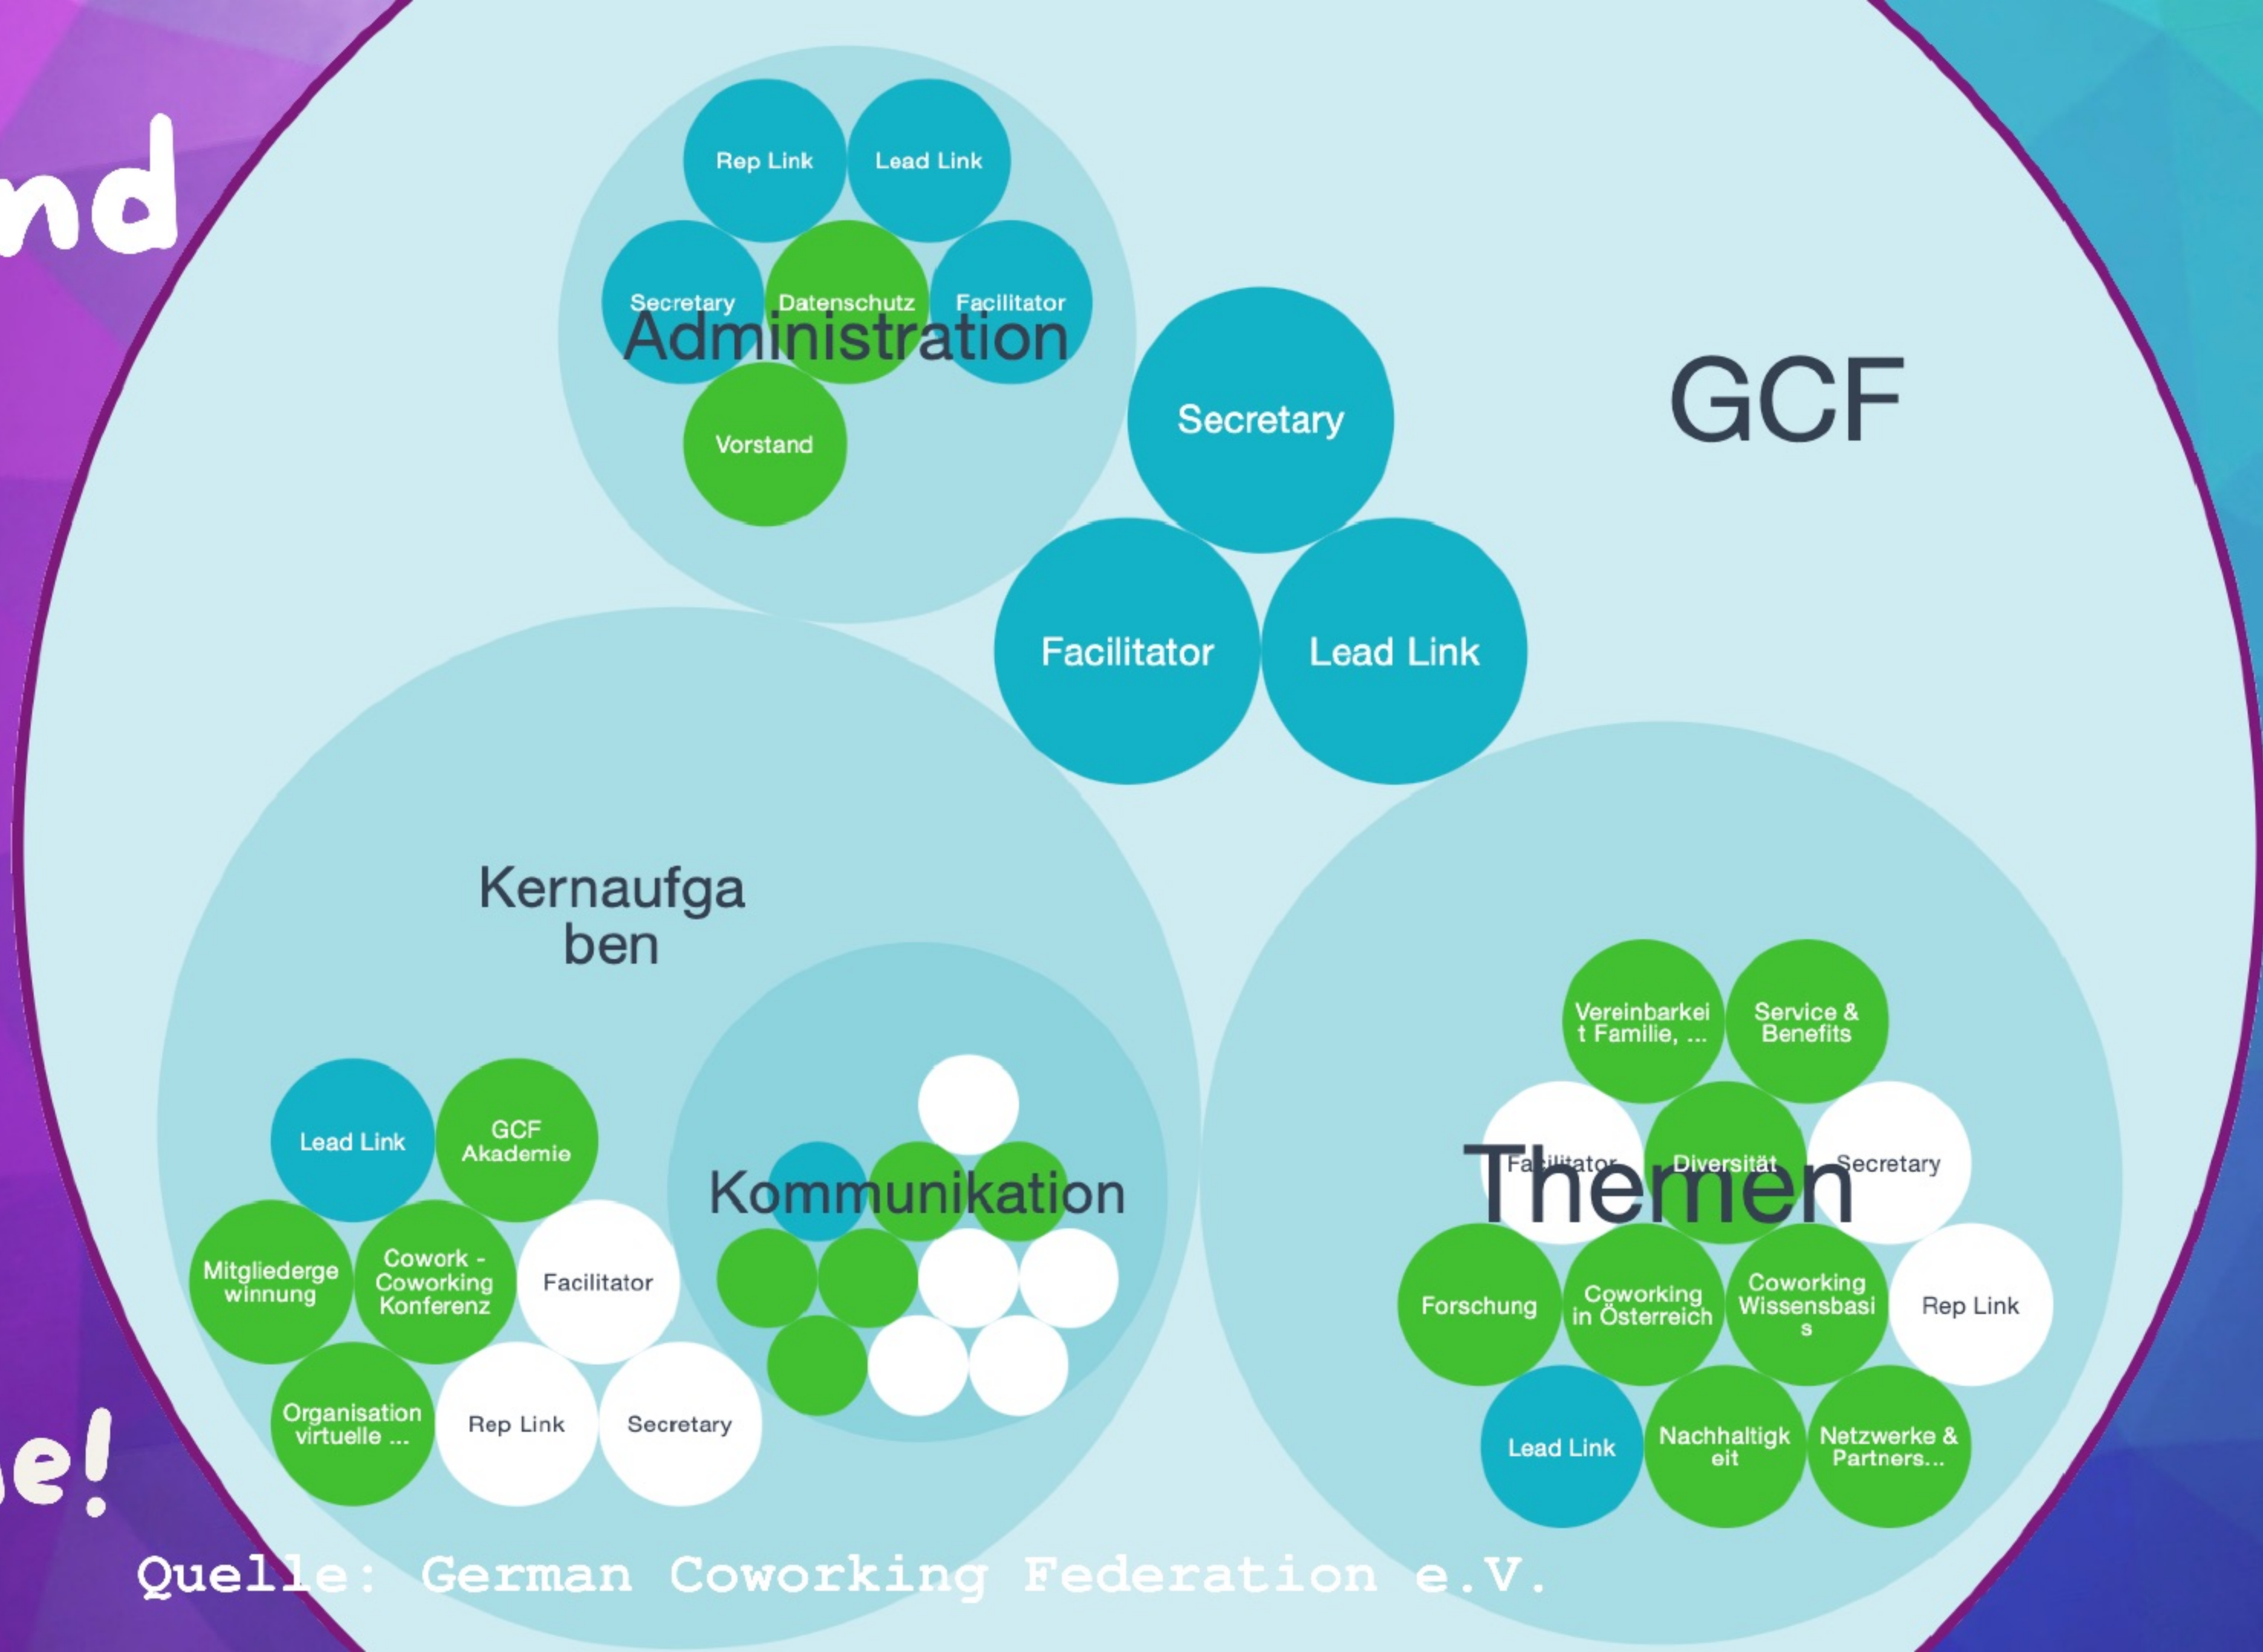 nd
Rep Link
Lead Link
Secretary
Datenschutz
Facilitator
Administration
Vorstand
Secretary
Facilitator
Lead Link
GCF
Kernaufga
ben
Lead Link
GCF
Akademie
Mitgliederge
winnung
Cowork -
Coworking
Konferenz
Facilitator
Organisation
virtuelle ...
Rep Link
Secretary
Kommunikation
Vereinbarkei
t Familie, ...
Service &
Benefits
Facilitator
Diversität
Secretary
Themen
Forschung
Coworking
in Österreich
Coworking
Wissensbasi
s
Rep Link
Lead Link
Nachhaltigk
eit
Netzwerke &
Partners...
e!
Quelle: German Coworking Federation e.V.